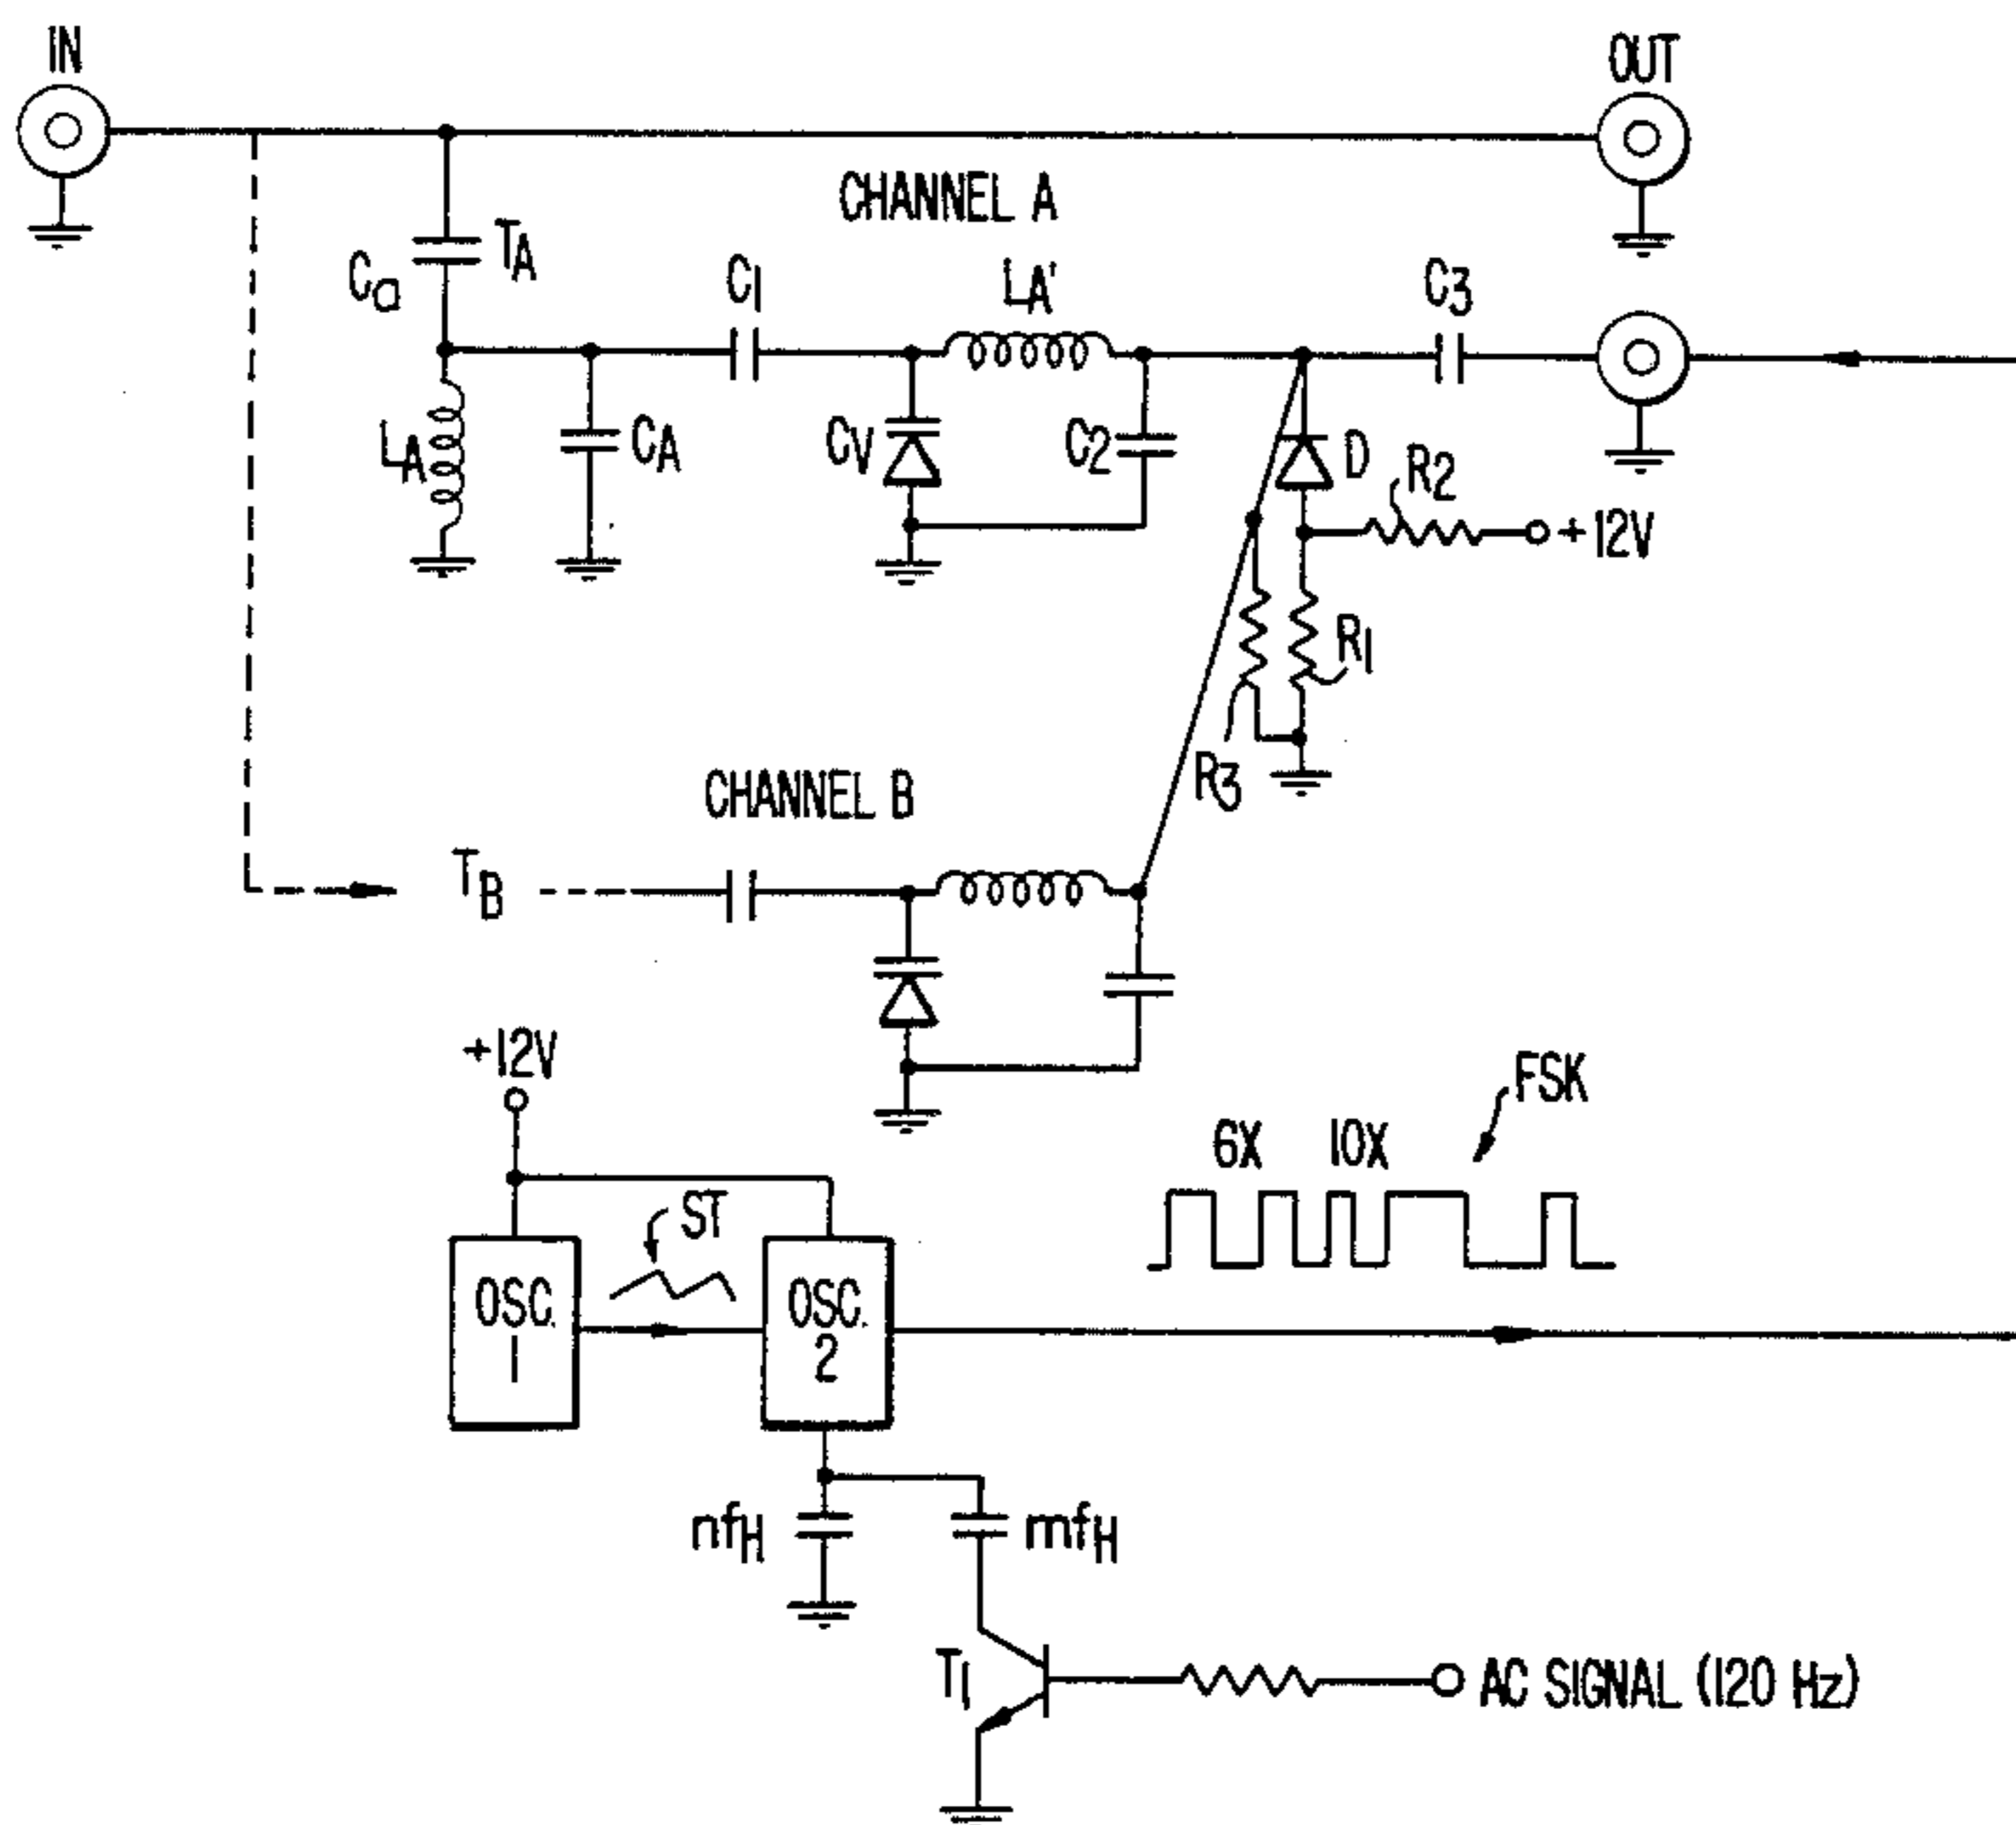 IN
OUT
CHANNEL A
TA
Ca
C1
LA'
C3
LA
CA
CV
C2
D
R2
+12V
R1
R3
CHANNEL B
TB
+12V
FSK
6X 10X
ST
OSC. 1
OSC. 2
nfH
mfH
T1
AC SIGNAL (120 Hz)